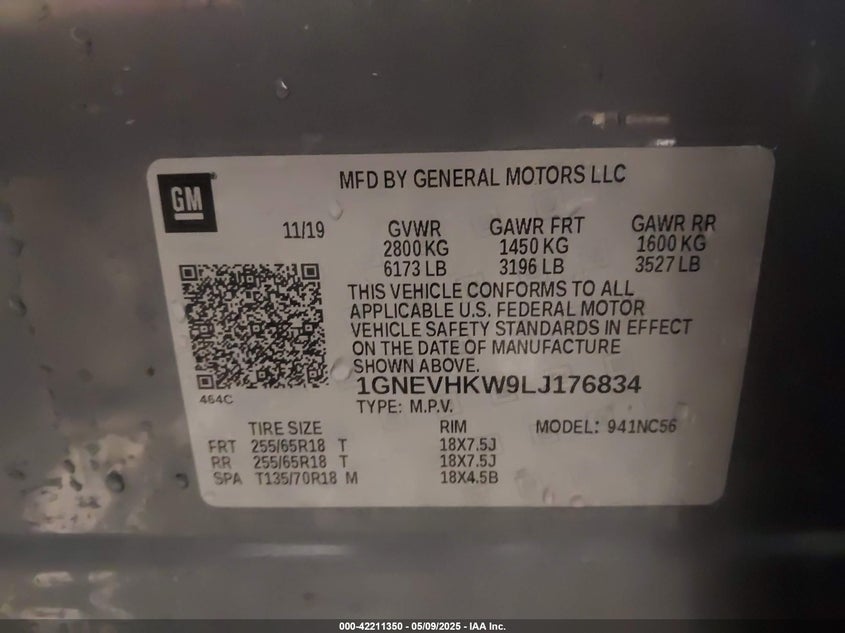 GM
MFD BY GENERAL MOTORS LLC
11/19
GVWR GAWR FRT GAWR RR
2800 KG 1450 KG 1600 KG
6173 LB 3196 LB 3527 LB
THIS VEHICLE CONFORMS TO ALL
APPLICABLE U.S. FEDERAL MOTOR
VEHICLE SAFETY STANDARDS IN EFFECT
ON THE DATE OF MANUFACTURE
SHOWN ABOVE.
1GNEVHKW9LJ176834
464C
TYPE: M.P.V.
TIRE SIZE RIM MODEL: 941NC56
FRT 255/65R18 T 18X7.5J
RR 255/65R18 T 18X7.5J
SPA T135/70R18 M 18X4.5B
000-42211350 - 05/09/2025 - IAA Inc.